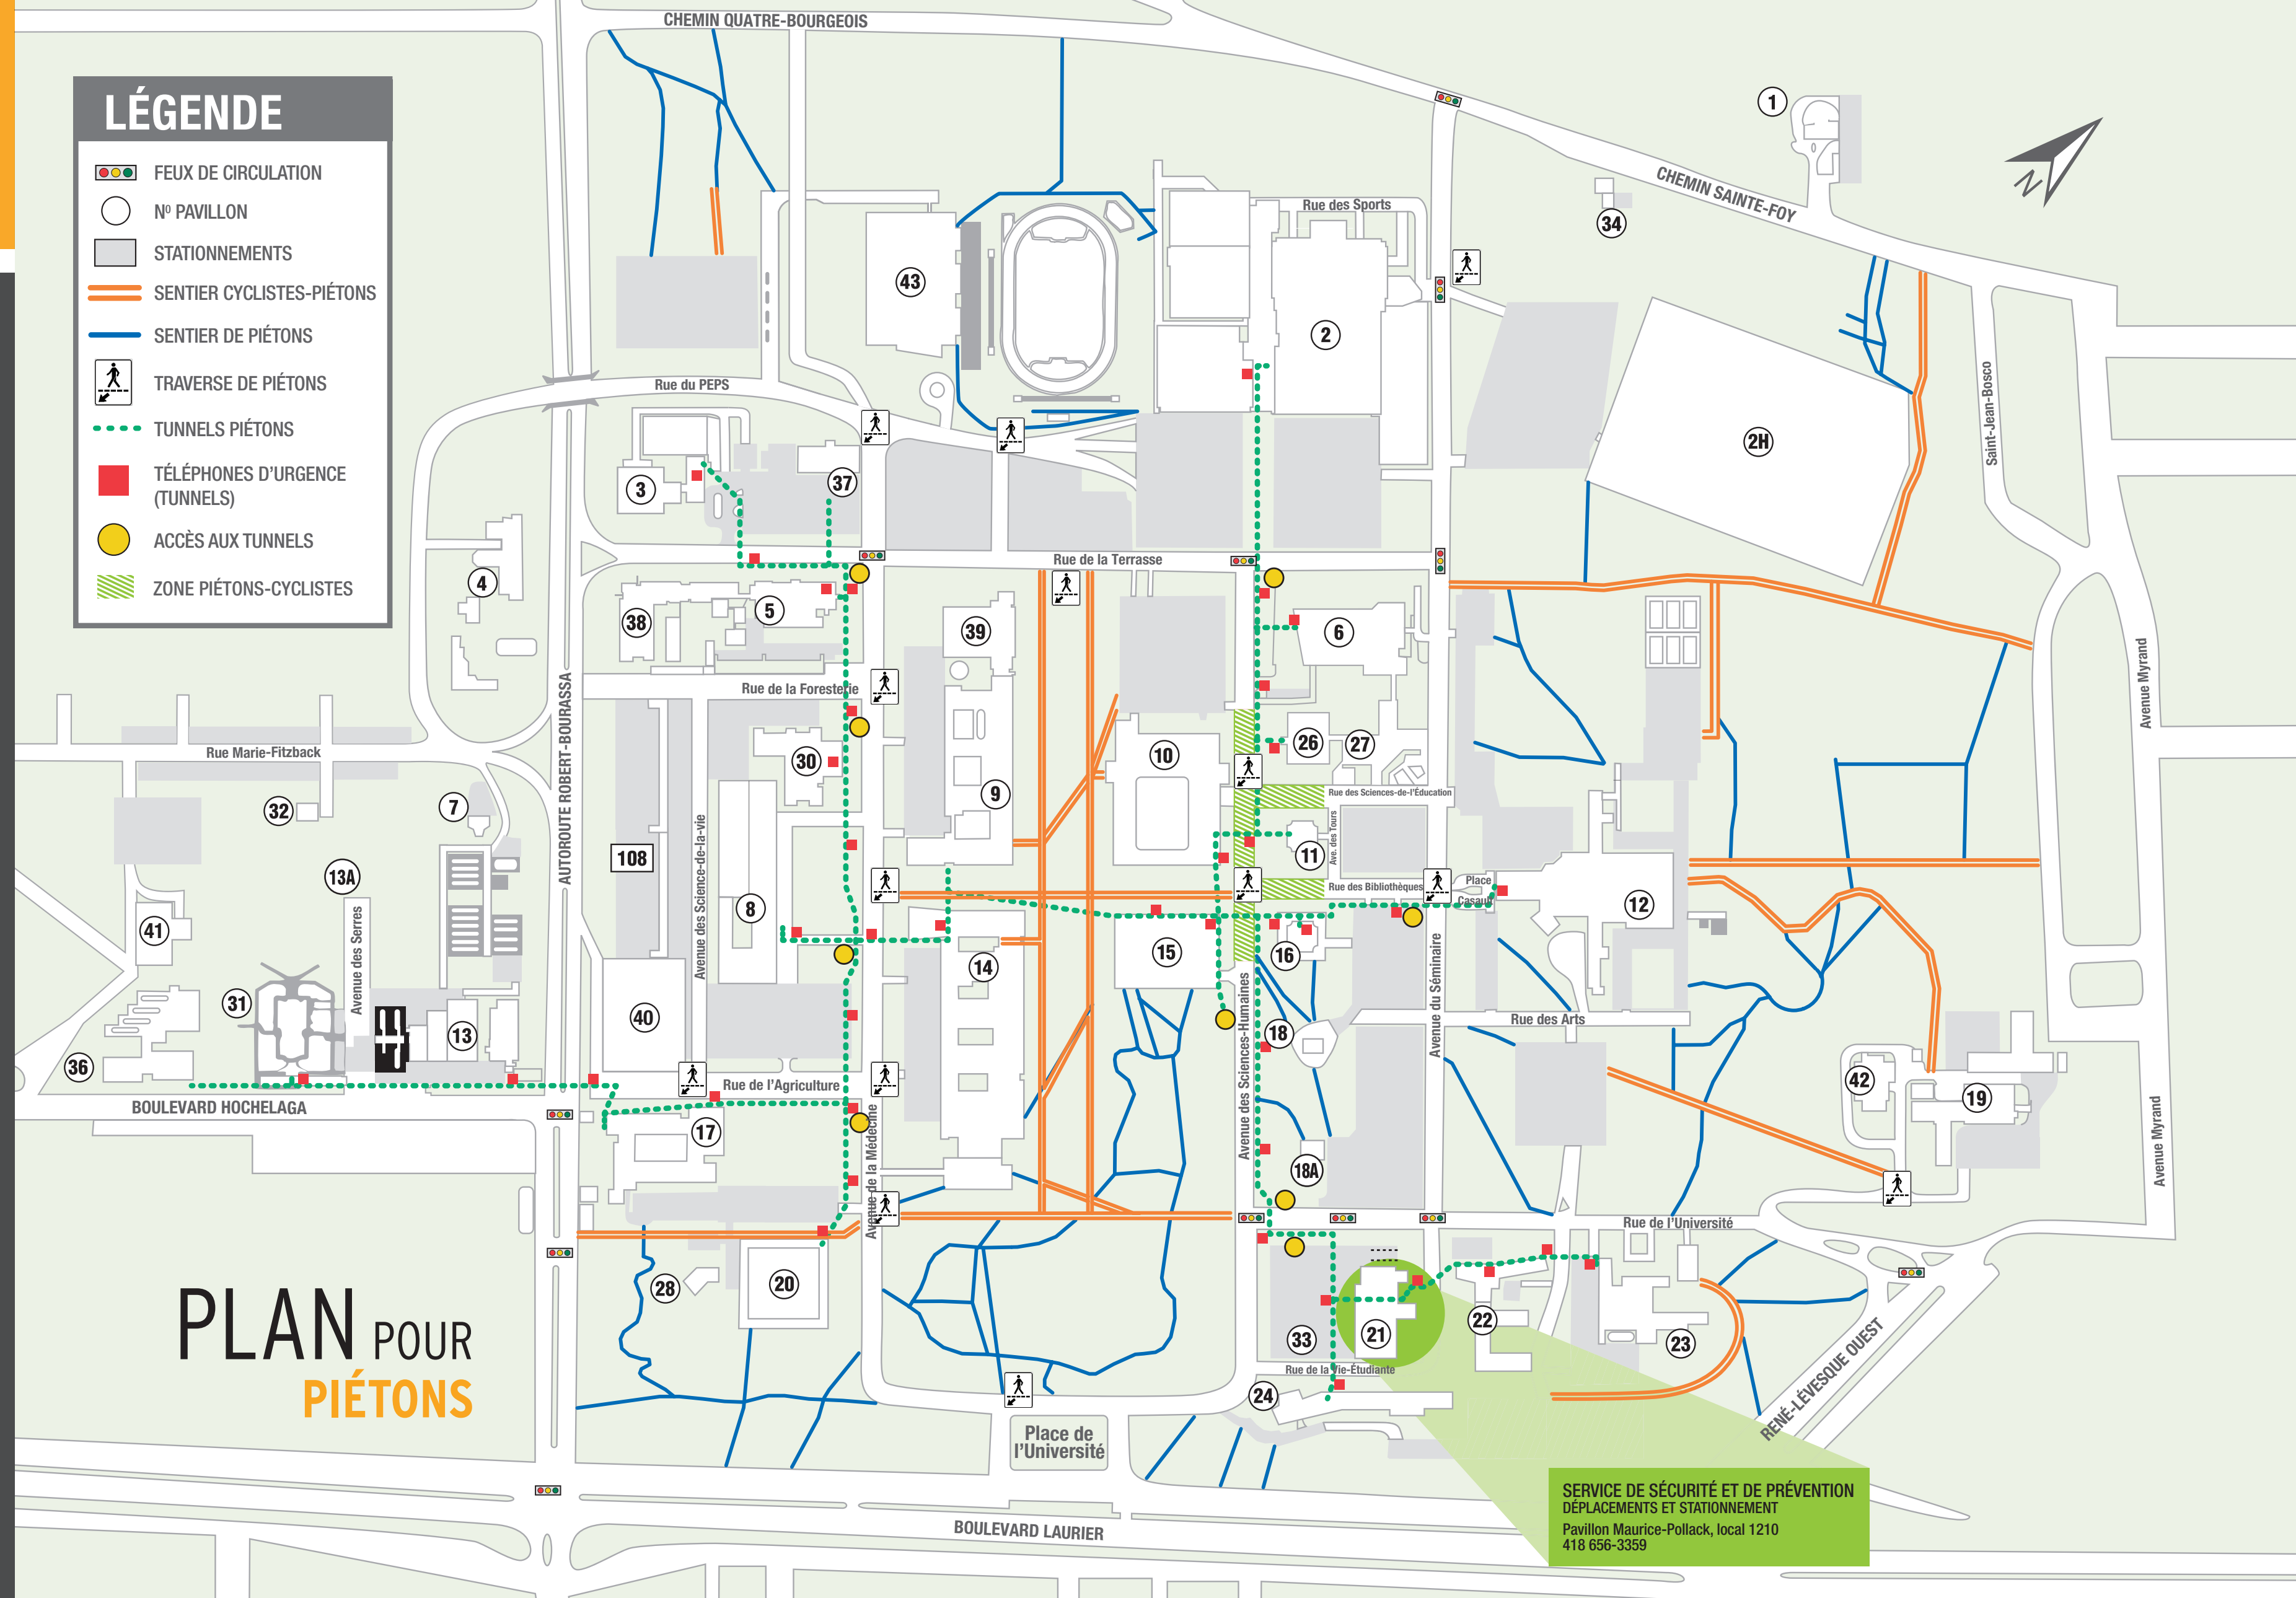 CHEMIN QUATRE-BOURGEOIS
LÉGENDE
FEUX DE CIRCULATION
Nº PAVILLON
STATIONNEMENTS
SENTIER CYCLISTES-PIÉTONS
SENTIER DE PIÉTONS
TRAVERSE DE PIÉTONS
TUNNELS PIÉTONS
TÉLÉPHONES D'URGENCE
(TUNNELS)
ACCÈS AUX TUNNELS
ZONE PIÉTONS-CYCLISTES
1
CHEMIN SAINTE-FOY
N
34
Rue des Sports
43
2
Rue du PEPS
Saint-Jean-Bosco
2H
3
37
Rue de la Terrasse
4
38
5
39
6
Avenue Myrand
Rue de la Foresterie
AUTOROUTE ROBERT-BOURASSA
Rue Marie-Fitzback
30
10
26
27
32
7
9
Rue des Sciences-de-l'Éducation
Ave. des Tours
108
Avenue des Science-de-la-vie
11
13A
Rue des Bibliothèques
Place
Casault
8
12
41
Avenue des Serres
15
16
14
31
40
13
Avenue des Sciences-Humaines
18
Avenue du Séminaire
Rue des Arts
36
Rue de l'Agriculture
42
19
BOULEVARD HOCHELAGA
17
Avenue de la Médecine
18A
Avenue Myrand
Rue de l'Université
28
20
33
21
22
23
Rue de la Vie-Étudiante
24
RENÉ-LÉVESQUE OUEST
PLAN POUR
PIÉTONS
Place de
l'Université
BOULEVARD LAURIER
SERVICE DE SÉCURITÉ ET DE PRÉVENTION
DÉPLACEMENTS ET STATIONNEMENT
Pavillon Maurice-Pollack, local 1210
418 656-3359